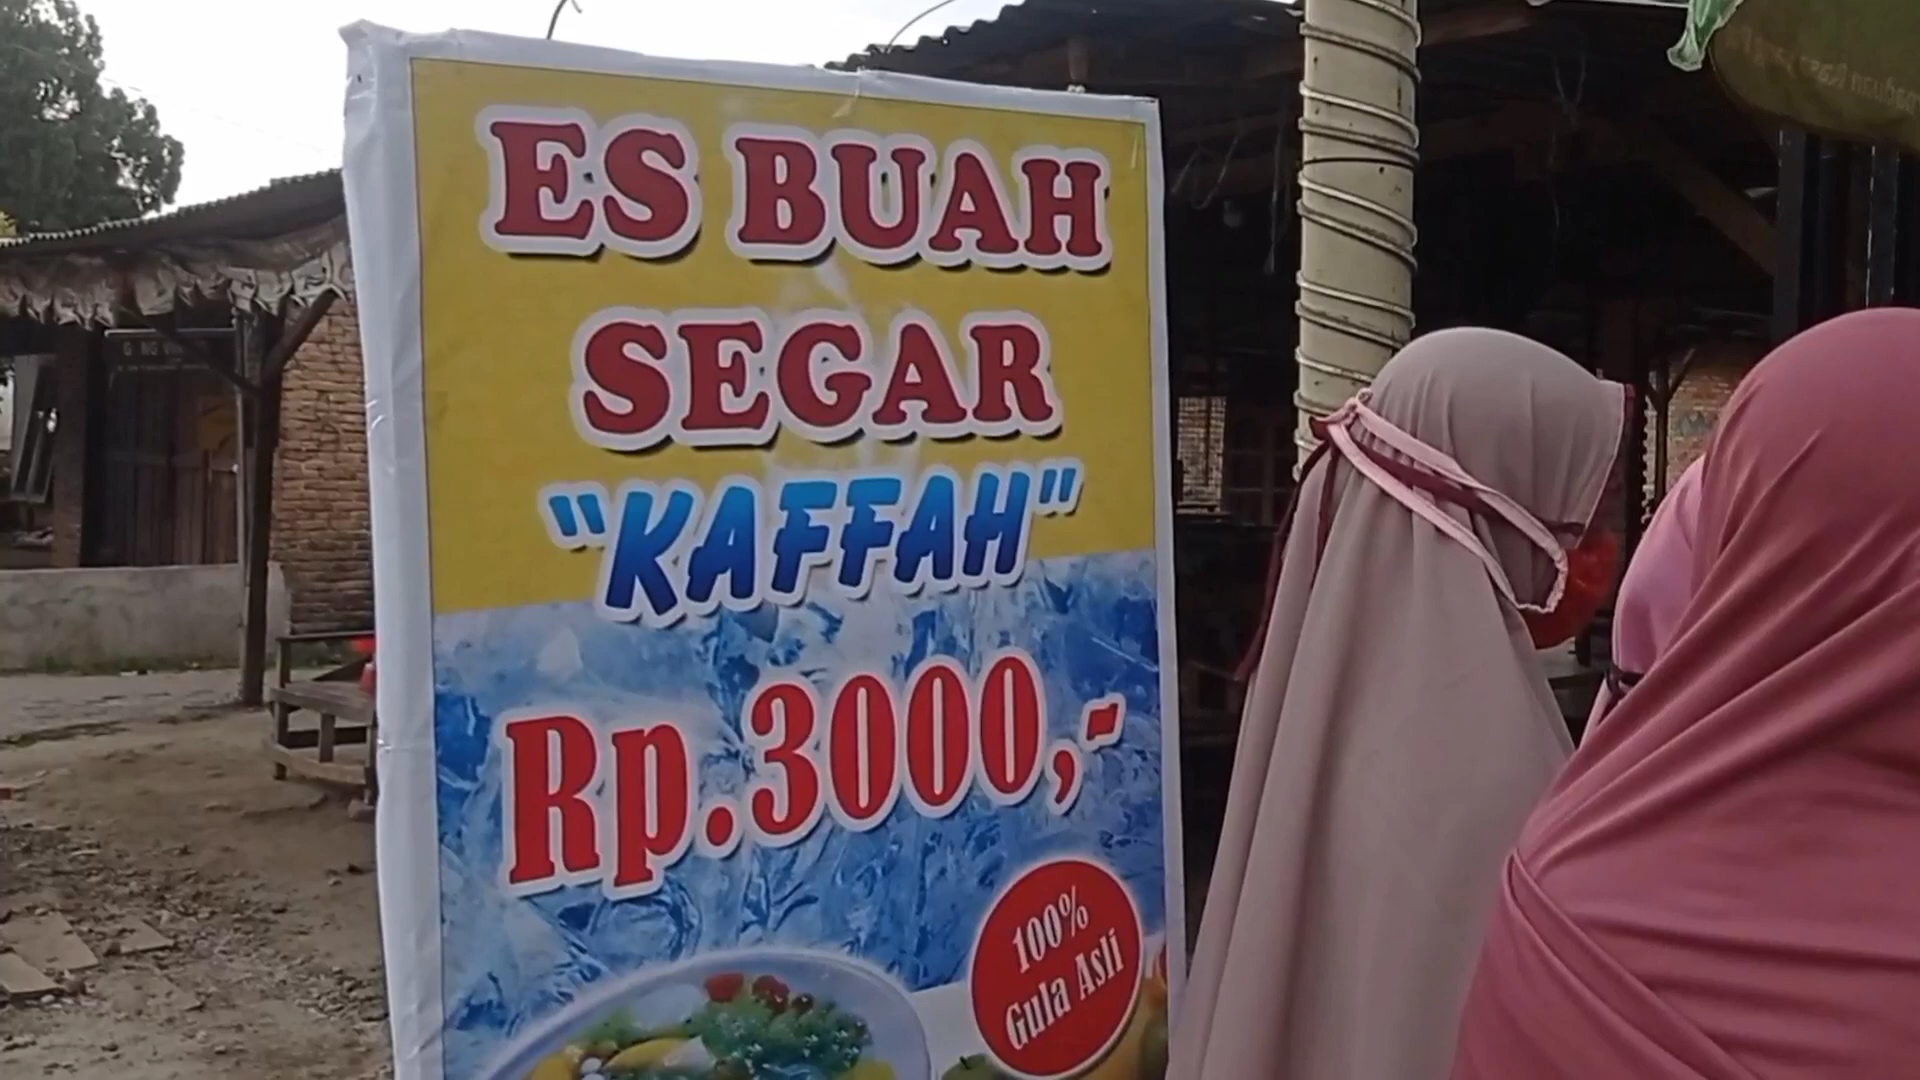 ES BUAH
SEGAR
"KAFFAH"
Rp.3000,-
100%
Gula Asli